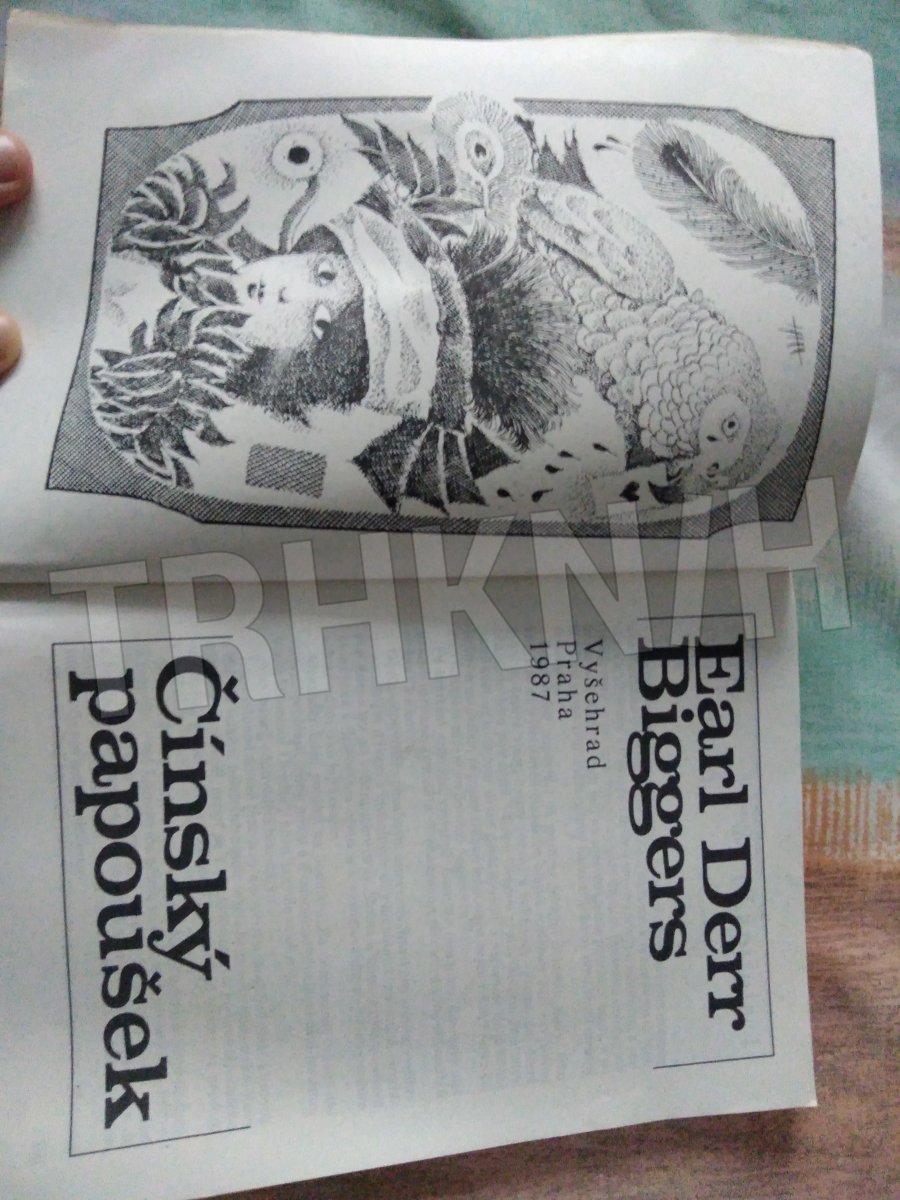 Earl Derr
Biggers
Vyšehrad
Praha
1987
Čínský
papoušek
TRHKNIH